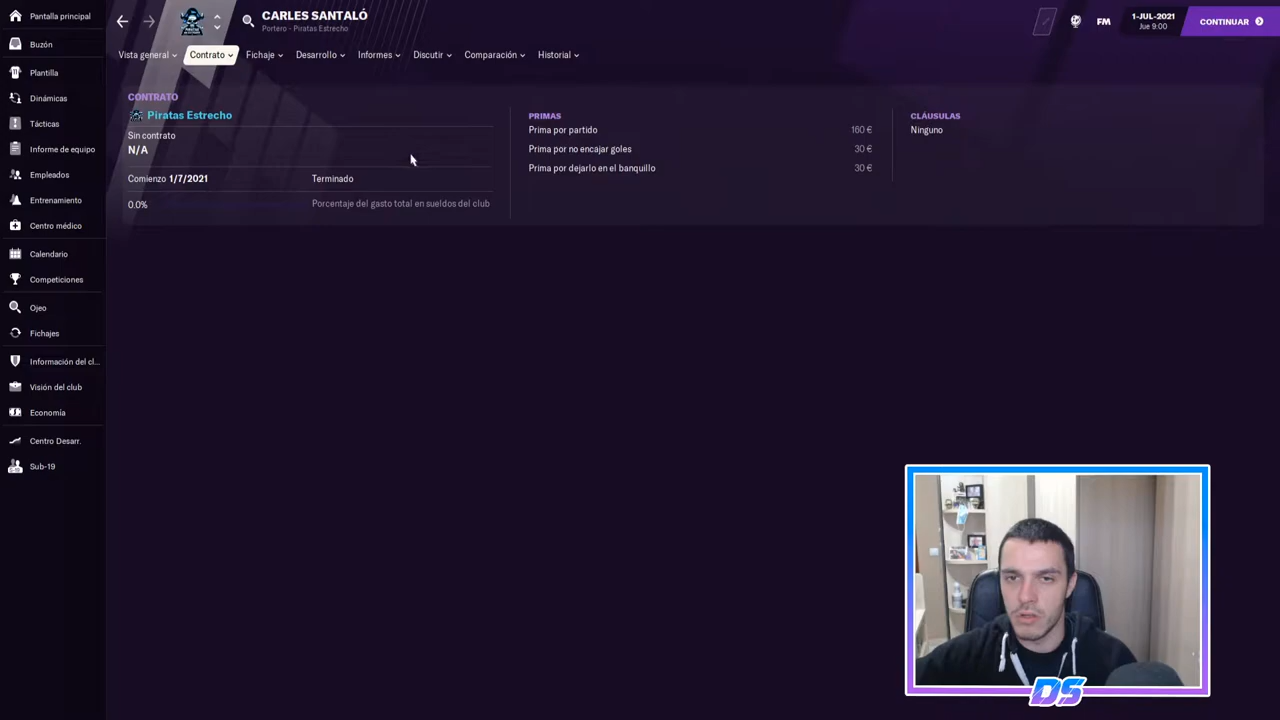 Pantalla principal
Buzón
Plantilla
Dinámicas
Tácticas
Informe de equipo
Empleados
Entrenamiento
Centro médico
Calendario
Competiciones
Ojeo
Fichajes
Información del cl...
Visión del club
Economía
Centro Desarr.
Sub-19
CARLES SANTALÓ
Portero - Piratas Estrecho
FM
1-JUL-2021
Jue 9:00
CONTINUAR
Vista general Contrato Fichaje Desarrollo Informes Discutir Comparación Historial
CONTRATO
Piratas Estrecho
Sin contrato
N/A
Comienzo 1/7/2021 Terminado
0.0% Porcentaje del gasto total en sueldos del club
PRIMAS
Prima por partido 160 €
Prima por no encajar goles 30 €
Prima por dejarlo en el banquillo 30 €
CLÁUSULAS
Ninguno
DS